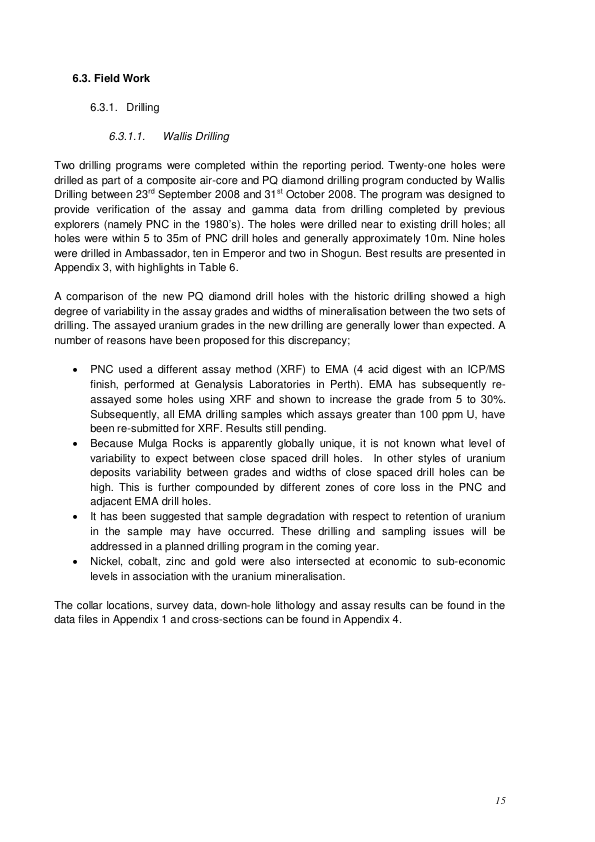 6.3. Field Work
6.3.1. Drilling
6.3.1.1. Wallis Drilling
Two drilling programs were completed within the reporting period. Twenty-one holes were
drilled as part of a composite air-core and PQ diamond drilling program conducted by Wallis
Drilling between 23rd September 2008 and 31st October 2008. The program was designed to
provide verification of the assay and gamma data from drilling completed by previous
explorers (namely PNC in the 1980's). The holes were drilled near to existing drill holes; all
holes were within 5 to 35m of PNC drill holes and generally approximately 10m. Nine holes
were drilled in Ambassador, ten in Emperor and two in Shogun. Best results are presented in
Appendix 3, with highlights in Table 6.
A comparison of the new PQ diamond drill holes with the historic drilling showed a high
degree of variability in the assay grades and widths of mineralisation between the two sets of
drilling. The assayed uranium grades in the new drilling are generally lower than expected. A
number of reasons have been proposed for this discrepancy;
• PNC used a different assay method (XRF) to EMA (4 acid digest with an ICP/MS
finish, performed at Genalysis Laboratories in Perth). EMA has subsequently re-
assayed some holes using XRF and shown to increase the grade from 5 to 30%.
Subsequently, all EMA drilling samples which assays greater than 100 ppm U, have
been re-submitted for XRF. Results still pending.
• Because Mulga Rocks is apparently globally unique, it is not known what level of
variability to expect between close spaced drill holes. In other styles of uranium
deposits variability between grades and widths of close spaced drill holes can be
high. This is further compounded by different zones of core loss in the PNC and
adjacent EMA drill holes.
• It has been suggested that sample degradation with respect to retention of uranium
in the sample may have occurred. These drilling and sampling issues will be
addressed in a planned drilling program in the coming year.
• Nickel, cobalt, zinc and gold were also intersected at economic to sub-economic
levels in association with the uranium mineralisation.
The collar locations, survey data, down-hole lithology and assay results can be found in the
data files in Appendix 1 and cross-sections can be found in Appendix 4.
15